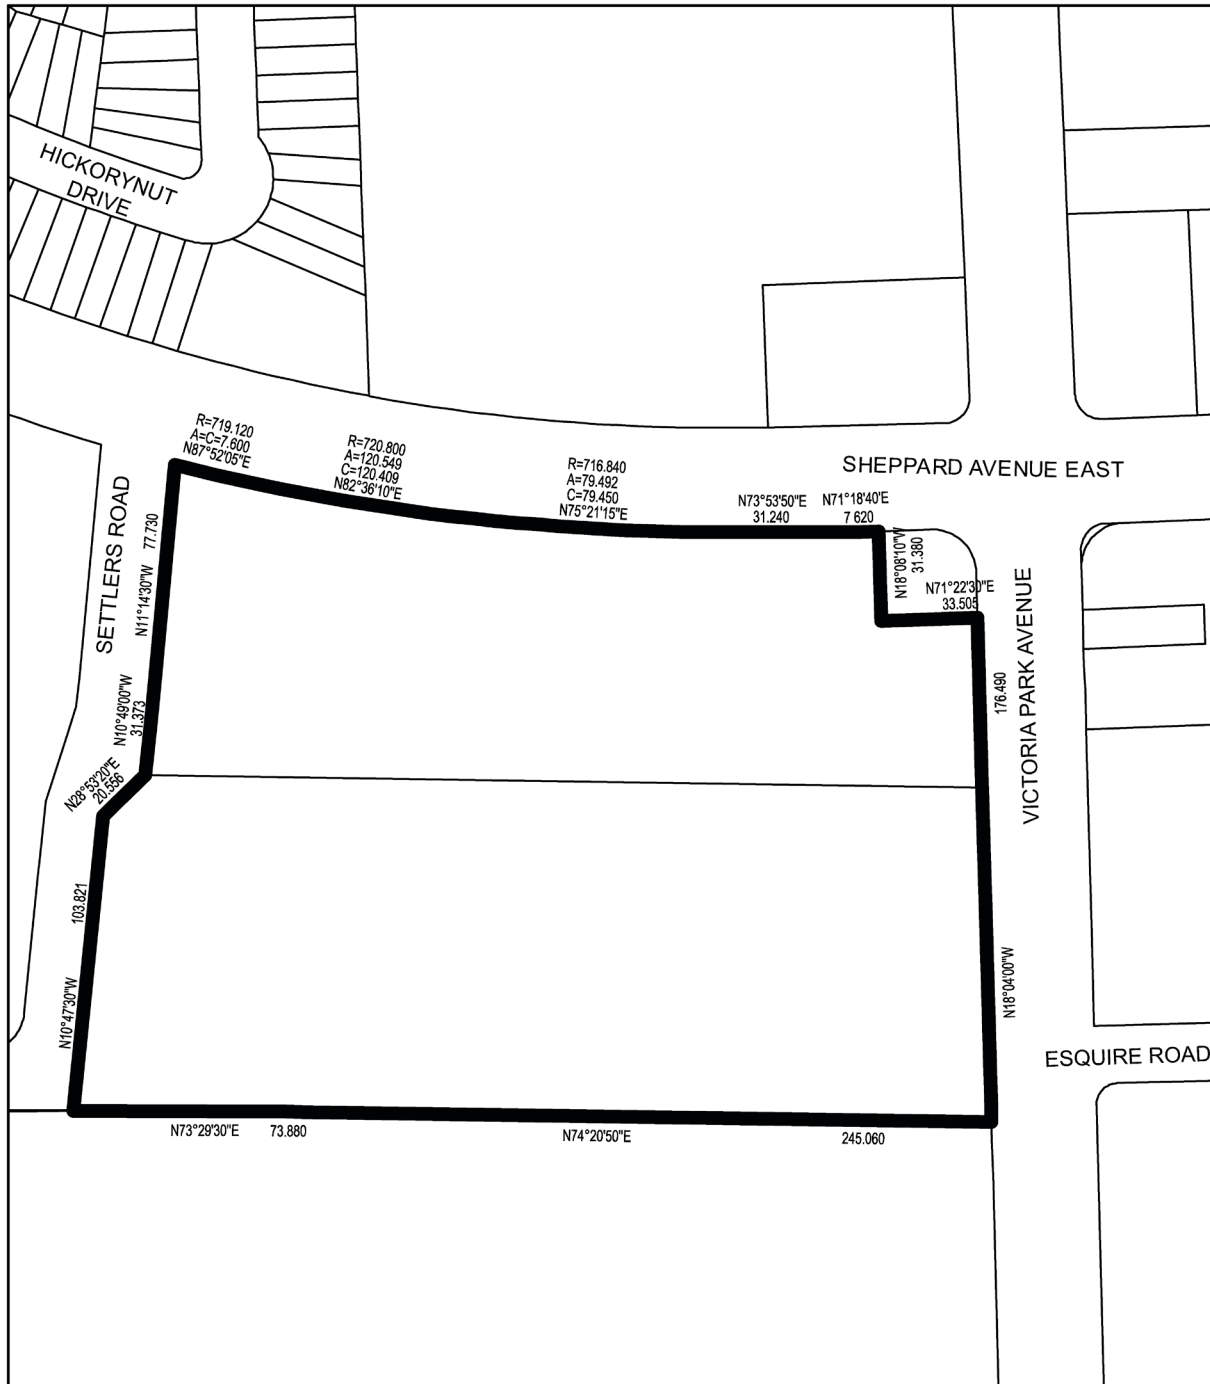 HICKORYNUT
DRIVE
R=719.120
A=C=7.600
N87°52'05"E
R=720.800
A=120.549
C=120.409
N82°36'10"E
R=716.840
A=79.492
C=79.450
N75°21'15"E
SHEPPARD AVENUE EAST
N73°53'50"E
31.240
N71°18'40'E
7 620
N18°08'10"W
31.380
N71°22'30"E
33.505
SETTLERS ROAD
77.730
N11°14'30"W
N10°49'00"W
31.373
N28°53'20"E
20.556
176.490
VICTORIA PARK AVENUE
103.821
N10°47'30"W
N18°04'00"W
ESQUIRE ROAD
N73°29'30"E
73.880
N74°20'50"E
245.060